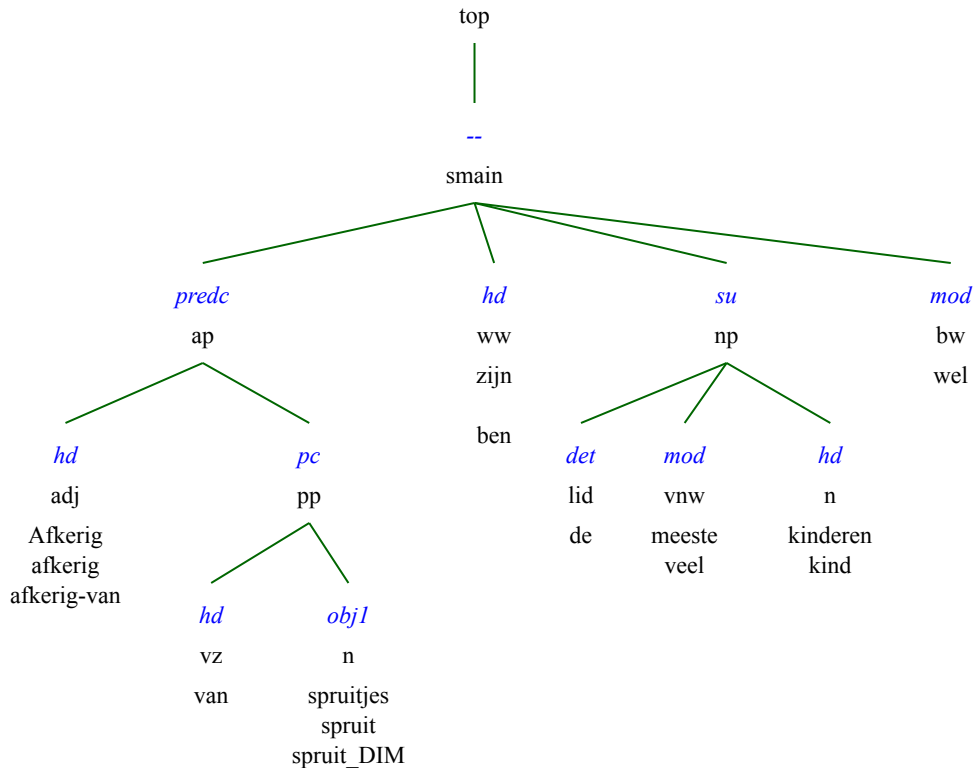 top
--
smain
predc hd su mod
ap ww np bw
zijn wel
ben
hd pc det mod hd
adj pp lid vnw n
Afkerig de meeste kinderen
afkerig veel kind
afkerig-van
hd obj1
vz n
van spruitjes
spruit
spruit_DIM